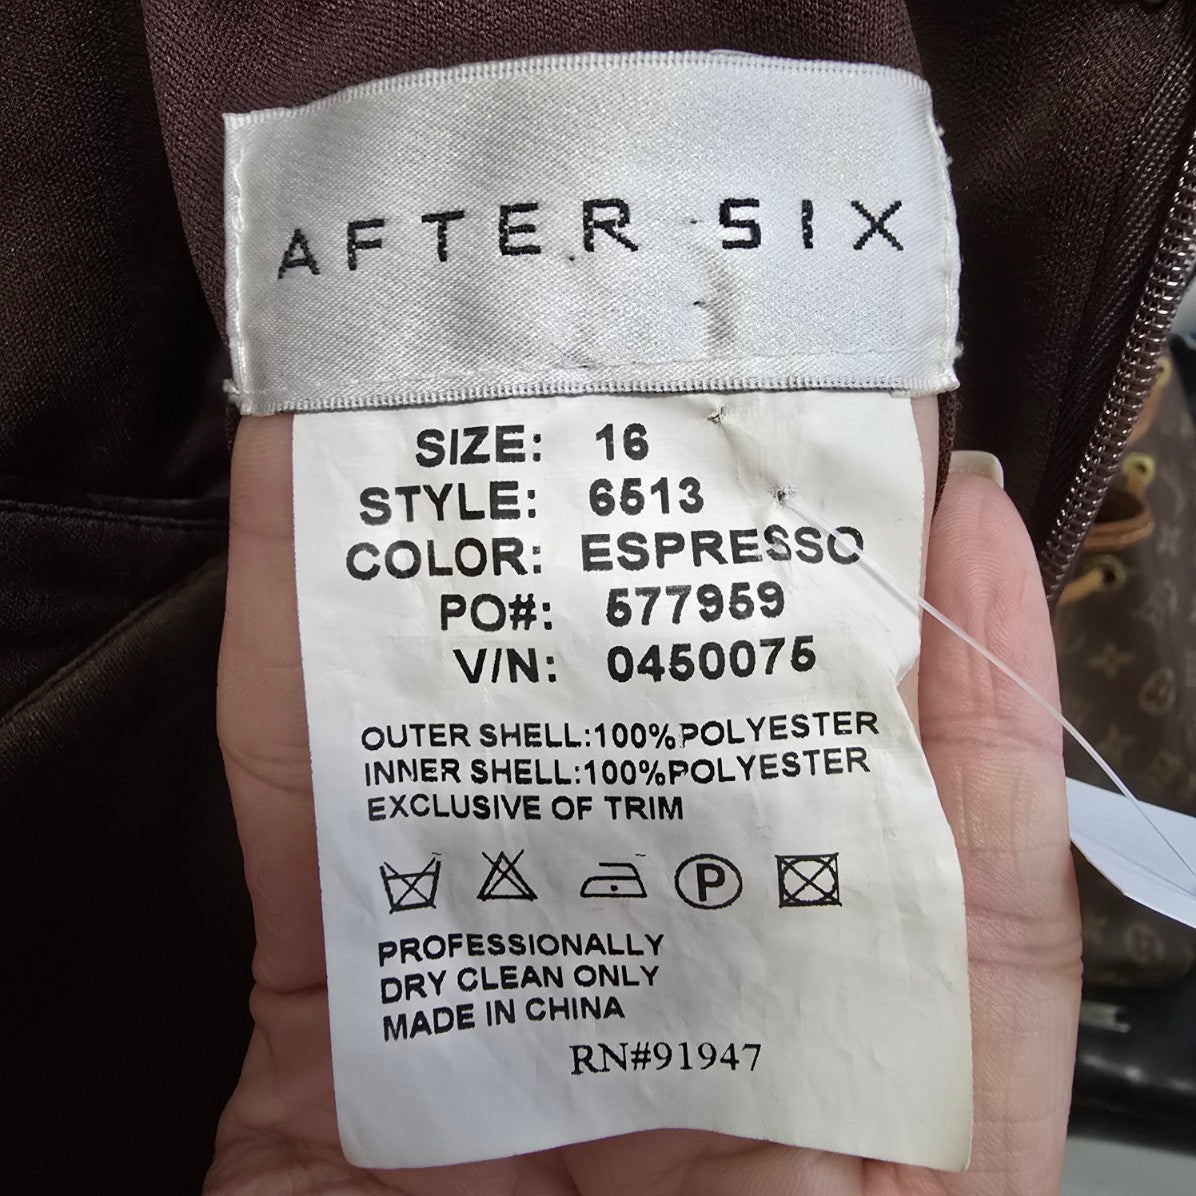 AFTER SIX
SIZE: 16
STYLE: 6513
COLOR: ESPRESSO
PO#: 577959
V/N: 0450075
OUTER SHELL:100%POLYESTER
INNER SHELL:100%POLYESTER
EXCLUSIVE OF TRIM
P
PROFESSIONALLY
DRY CLEAN ONLY
MADE IN CHINA
RN#91947